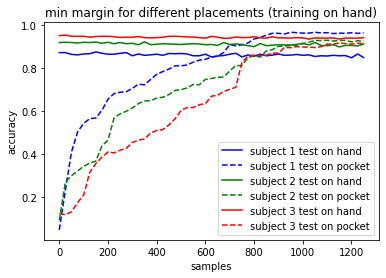 min margin for different placemnts (training on hand)
1.0
0.8
0.6
0.4
0.2
accuracy
0
200
400
600
800
1000
1200
samples
subject 1 test on hand
subject 1 test on pocket
subject 2 test on hand
subject 2 test on pocket
subject 3 test on hand
subject 3 test on pocket